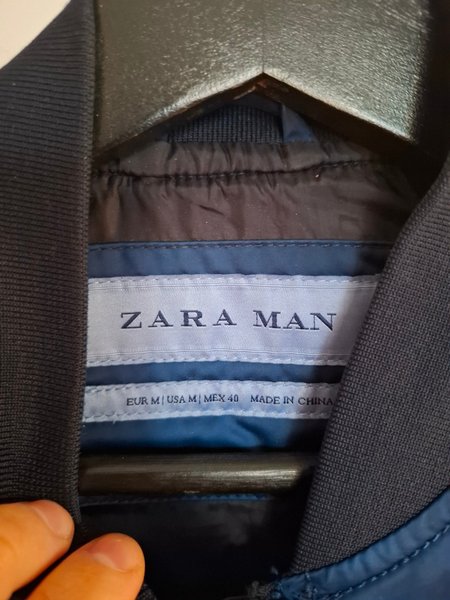 ZARA MAN
EUR M | USA M | MEX 40 MADE IN CHINA